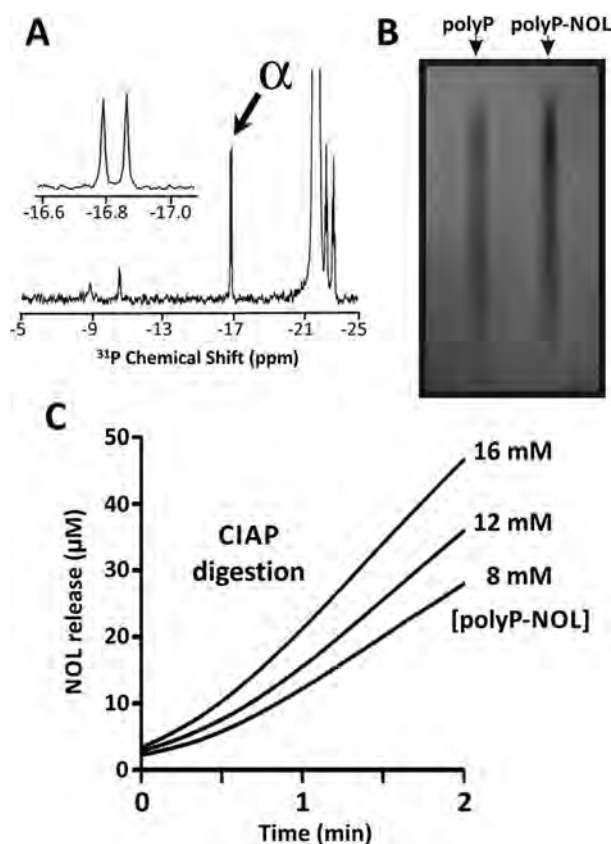 A
α
-16.6 -16.8 -17.0
-5 -9 -13 -17 -21 -25
³¹P Chemical Shift (ppm)
B
polyP polyP-NOL
C
50
40
30
20
10
0
NOL release (µM)
CIAP
digestion
16 mM
12 mM
8 mM
[polyP-NOL]
0 1 2
Time (min)